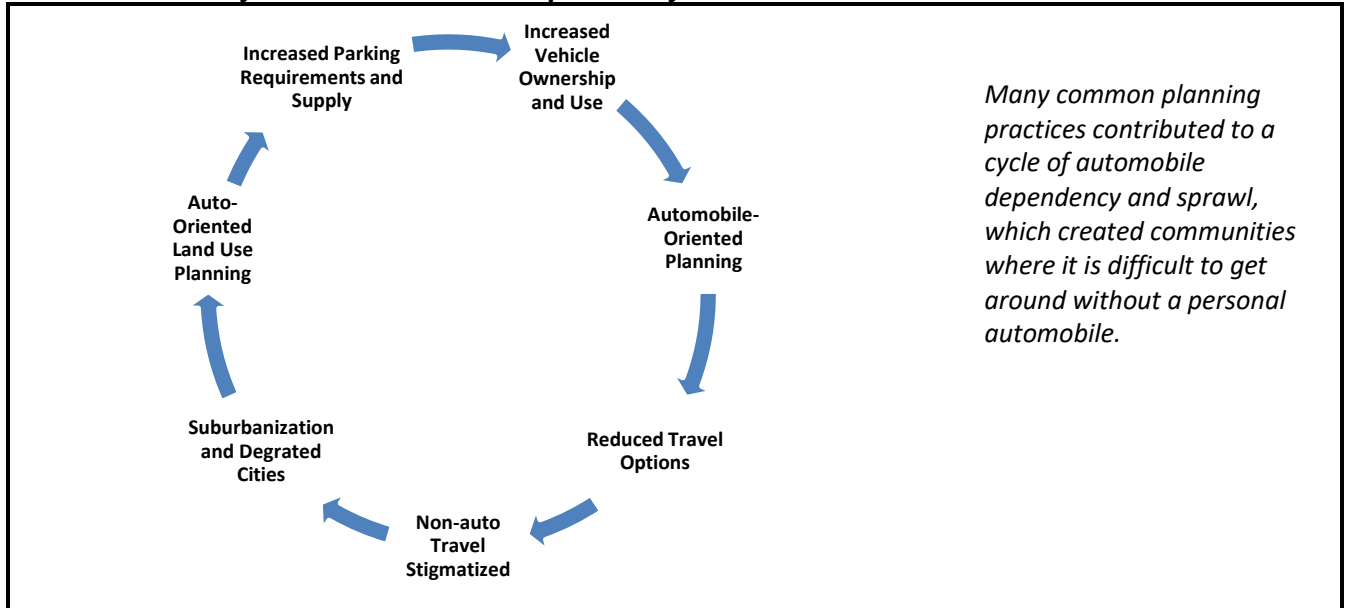 Increased
Vehicle
Ownership
and Use
Automobile-
Oriented
Planning
Reduced Travel
Options
Non-auto
Travel
Stigmatized
Suburbanization
and Degrated
Cities
Auto-
Oriented
Land Use
Planning
Increased Parking
Requirements and
Supply
Many common planning
practices contributed to a
cycle of automobile
dependency and sprawl,
which created communities
where it is difficult to get
around without a personal
automobile.